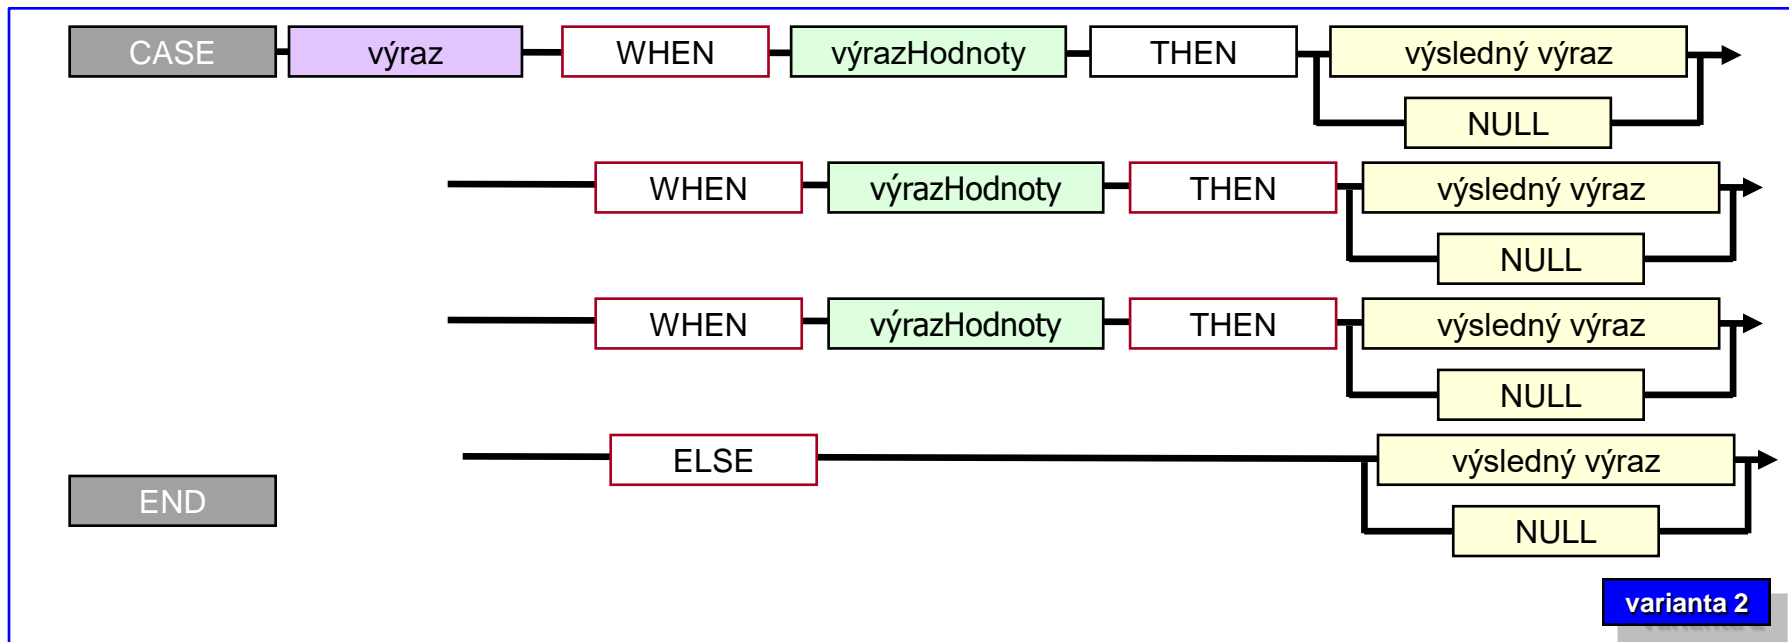 CASE výraz WHEN výrazHodnoty THEN výsledný výraz
NULL
WHEN výrazHodnoty THEN výsledný výraz
NULL
WHEN výrazHodnoty THEN výsledný výraz
NULL
ELSE výsledný výraz
END
NULL
varianta 2